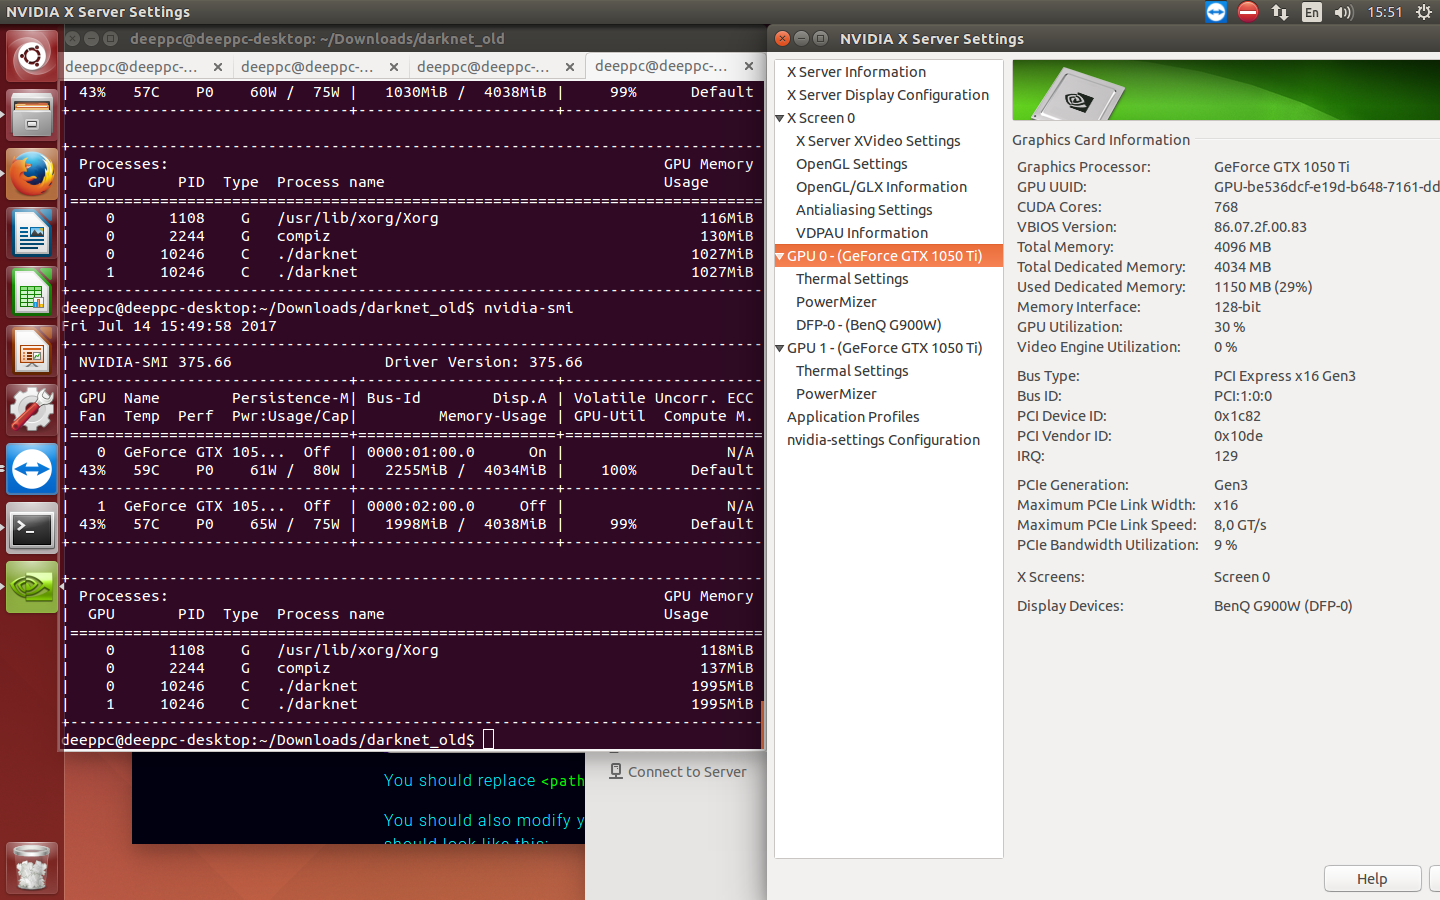 NVIDIA X Server Settings
En
15:51
deeppc@deeppc-desktop: ~/Downloads/darknet_old
deeppc@deeppc-... × deeppc@deeppc-... × deeppc@deeppc-... × deeppc@deeppc-... ×
| 43%   57C    P0    60W /  75W |   1030MiB /  4038MiB |     99%      Default
+-------------------------------+----------------------+----------------------
+-----------------------------------------------------------------------------
| Processes:                                                       GPU Memory
|  GPU       PID  Type  Process name                               Usage
|=============================================================================
|    0      1108    G   /usr/lib/xorg/Xorg                             116MiB
|    0      2244    G   compiz                                         130MiB
|    0     10246    C   ./darknet                                     1027MiB
|    1     10246    C   ./darknet                                     1027MiB
+-----------------------------------------------------------------------------
deeppc@deeppc-desktop:~/Downloads/darknet_old$ nvidia-smi
Fri Jul 14 15:49:58 2017
+-----------------------------------------------------------------------------
| NVIDIA-SMI 375.66                 Driver Version: 375.66
|-------------------------------+----------------------+----------------------
| GPU  Name        Persistence-M| Bus-Id        Disp.A | Volatile Uncorr. ECC
| Fan  Temp  Perf  Pwr:Usage/Cap|         Memory-Usage | GPU-Util  Compute M.
|===============================+======================+======================
|   0  GeForce GTX 105...  Off  | 0000:01:00.0      On |                  N/A
| 43%   59C    P0    61W /  80W |   2255MiB /  4034MiB |    100%      Default
+-------------------------------+----------------------+----------------------
|   1  GeForce GTX 105...  Off  | 0000:02:00.0     Off |                  N/A
| 43%   57C    P0    65W /  75W |   1998MiB /  4038MiB |     99%      Default
+-------------------------------+----------------------+----------------------
+-----------------------------------------------------------------------------
| Processes:                                                       GPU Memory
|  GPU       PID  Type  Process name                               Usage
|=============================================================================
|    0      1108    G   /usr/lib/xorg/Xorg                             118MiB
|    0      2244    G   compiz                                         137MiB
|    0     10246    C   ./darknet                                     1995MiB
|    1     10246    C   ./darknet                                     1995MiB
+-----------------------------------------------------------------------------
deeppc@deeppc-desktop:~/Downloads/darknet_old$
You should replace <path
You should also modify y
should look like this:
Connect to Server
NVIDIA X Server Settings
X Server Information
X Server Display Configuration
X Screen 0
X Server XVideo Settings
OpenGL Settings
OpenGL/GLX Information
Antialiasing Settings
VDPAU Information
GPU 0 - (GeForce GTX 1050 Ti)
Thermal Settings
PowerMizer
DFP-0 - (BenQ G900W)
GPU 1 - (GeForce GTX 1050 Ti)
Thermal Settings
PowerMizer
Application Profiles
nvidia-settings Configuration
Graphics Card Information
Graphics Processor: GeForce GTX 1050 Ti
GPU UUID: GPU-be536dcf-e19d-b648-7161-dd
CUDA Cores: 768
VBIOS Version: 86.07.2f.00.83
Total Memory: 4096 MB
Total Dedicated Memory: 4034 MB
Used Dedicated Memory: 1150 MB (29%)
Memory Interface: 128-bit
GPU Utilization: 30 %
Video Engine Utilization: 0 %
Bus Type: PCI Express x16 Gen3
Bus ID: PCI:1:0:0
PCI Device ID: 0x1c82
PCI Vendor ID: 0x10de
IRQ: 129
PCIe Generation: Gen3
Maximum PCIe Link Width: x16
Maximum PCIe Link Speed: 8,0 GT/s
PCIe Bandwidth Utilization: 9 %
X Screens: Screen 0
Display Devices: BenQ G900W (DFP-0)
Help